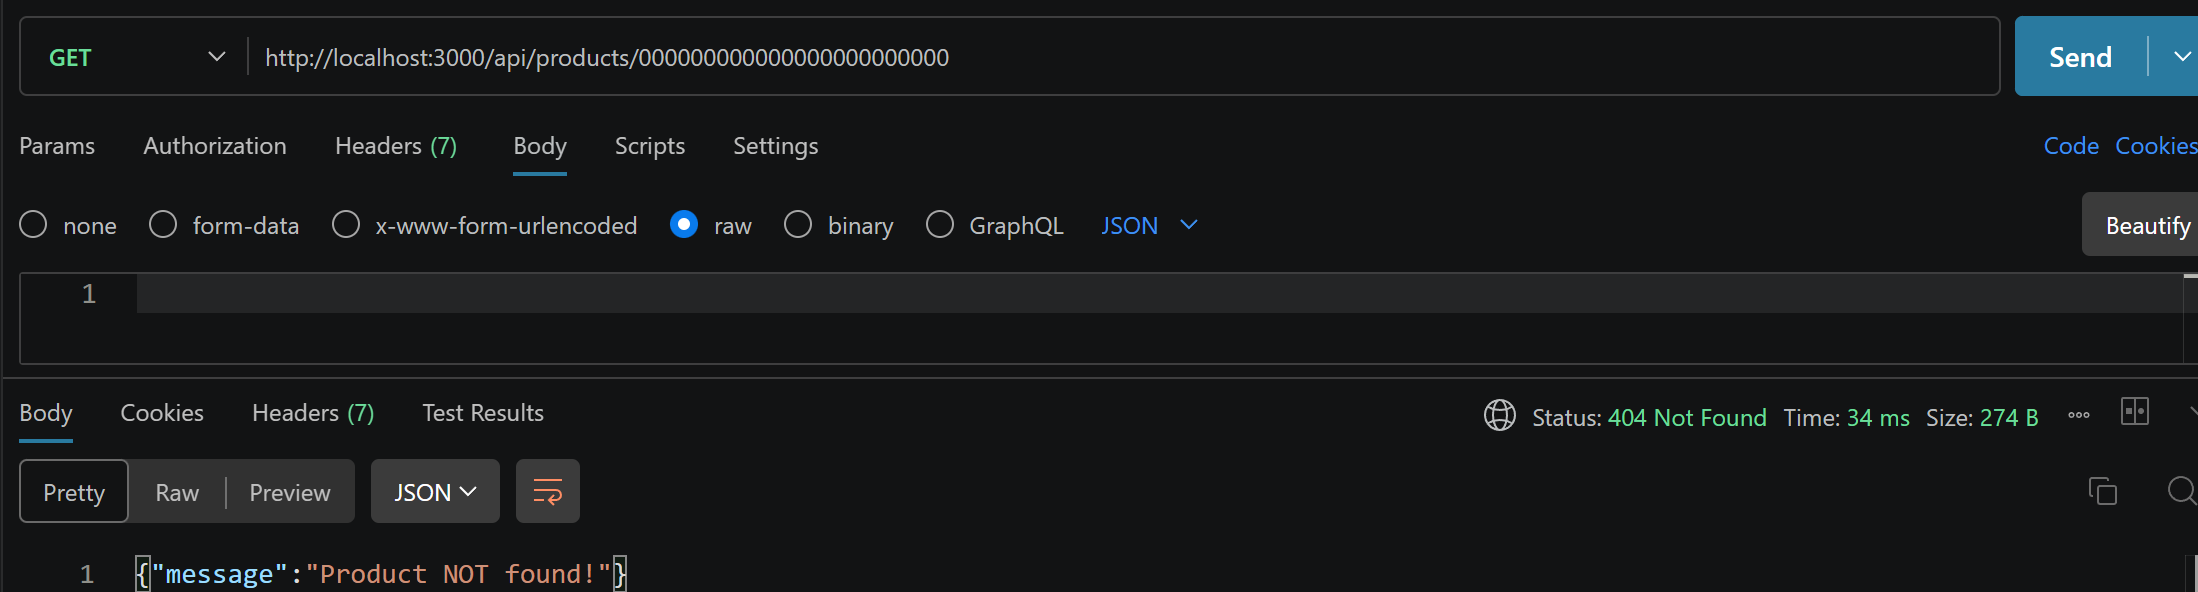 GET http://localhost:3000/api/products/000000000000000000000000 Send
Params Authorization Headers (7) Body Scripts Settings Code Cookies
none form-data x-www-form-urlencoded raw binary GraphQL JSON Beautify
1
Body Cookies Headers (7) Test Results Status: 404 Not Found Time: 34 ms Size: 274 B
Pretty Raw Preview JSON
1 {"message":"Product NOT found!"}